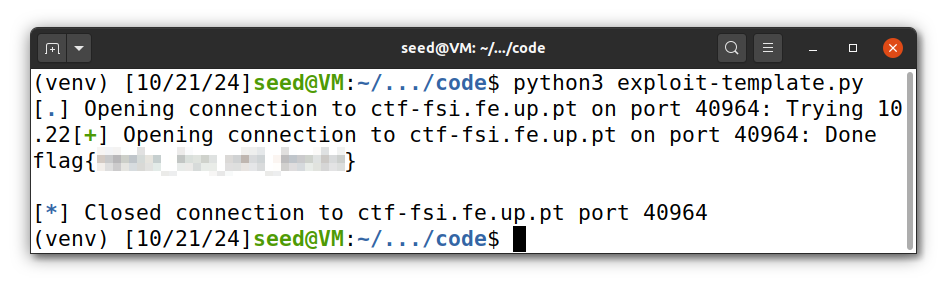 seed@VM: ~/.../code
(venv) [10/21/24]seed@VM:~/.../code$ python3 exploit-template.py
[.] Opening connection to ctf-fsi.fe.up.pt on port 40964: Trying 10
.22[+] Opening connection to ctf-fsi.fe.up.pt on port 40964: Done
flag{}
[*] Closed connection to ctf-fsi.fe.up.pt port 40964
(venv) [10/21/24]seed@VM:~/.../code$